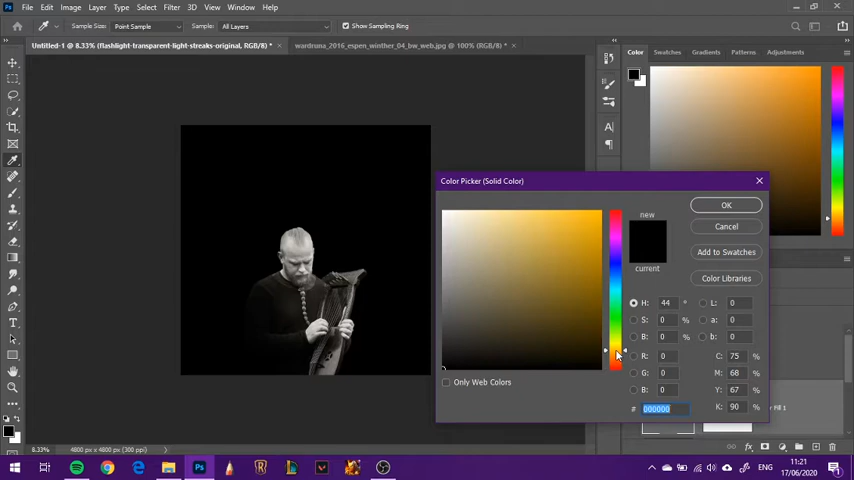 File Edit Image Layer Type Select Filter 3D View Window Help
Sample Size: Point Sample Sample: All Layers Show Sampling Ring
Untitled-1 @ 8.33% (flashlight-transparent-light-streaks-original, RGB/8) * × wardruna_2016_espen_winther_04_bw_web.jpg @ 100% (RGB/8) * ×
Color Swatches Gradients Patterns Adjustments
Color Picker (Solid Color)
new
current
OK
Cancel
Add to Swatches
Color Libraries
H: 44 ° L: 0
S: 0 % a: 0
B: 0 % b: 0
R: 0 C: 75 %
G: 0 M: 68 %
B: 0 Y: 67 %
# 000000 K: 90 %
Only Web Colors
Fill 1
8.33% 4800 px x 4800 px (300 ppi)
ENG
11:21
17/06/2020